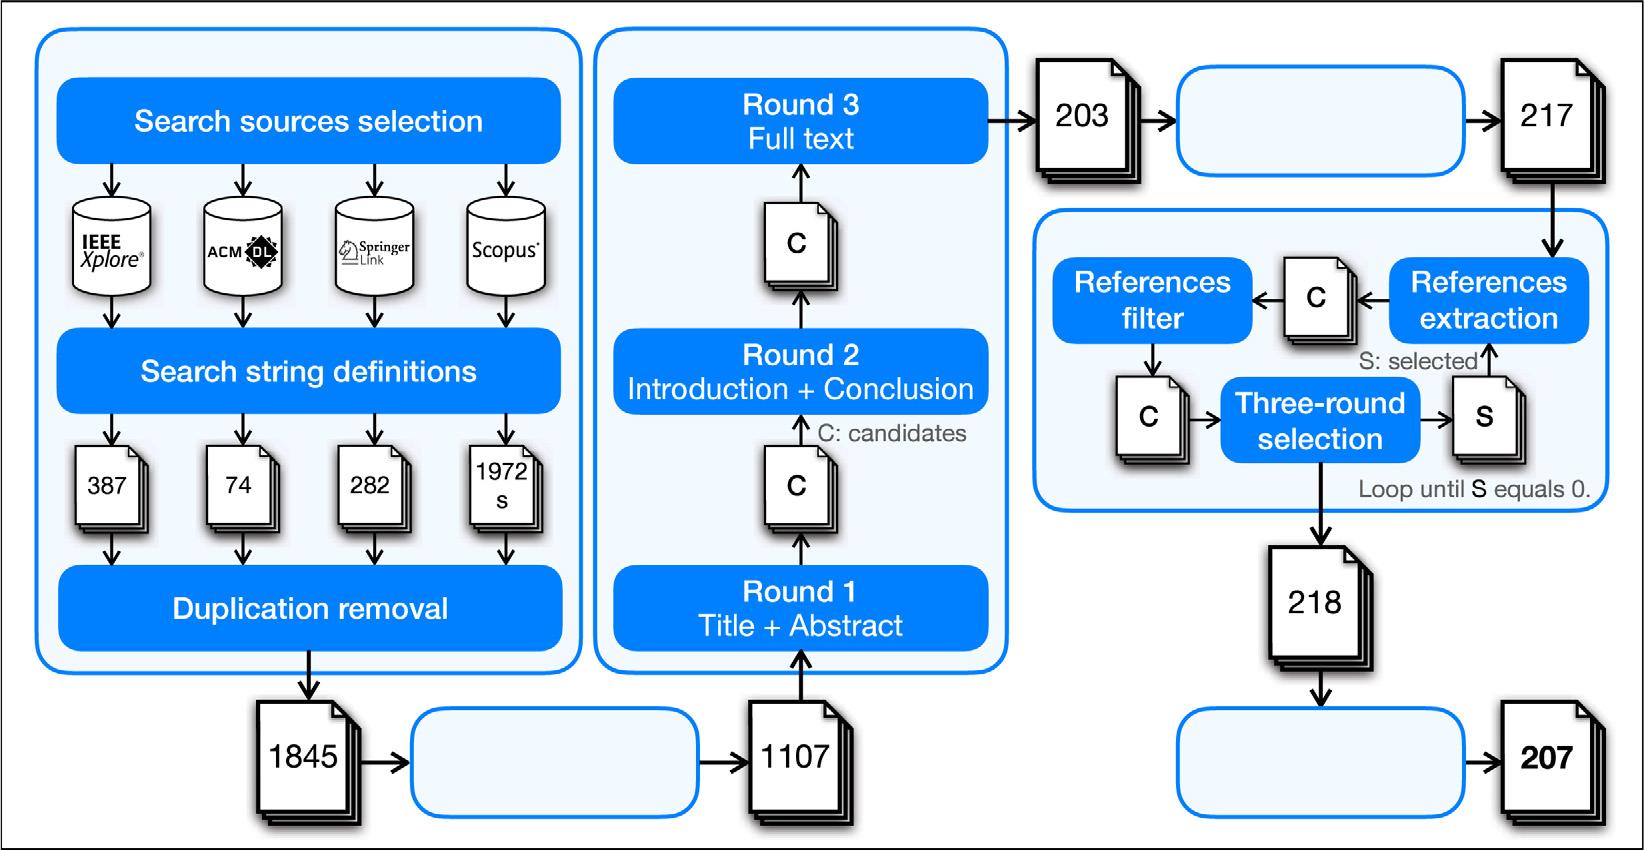 Search sources selection
IEEE
Xplore®
ACM DL
Springer
Link
Scopus®
Search string definitions
387
74
282
1972
s
Duplication removal
1845
1107
Round 1
Title + Abstract
C
C: candidates
Round 2
Introduction + Conclusion
C
Round 3
Full text
203
217
References
extraction
C
References
filter
C
Three-round
selection
S
S: selected
Loop until S equals 0.
218
207